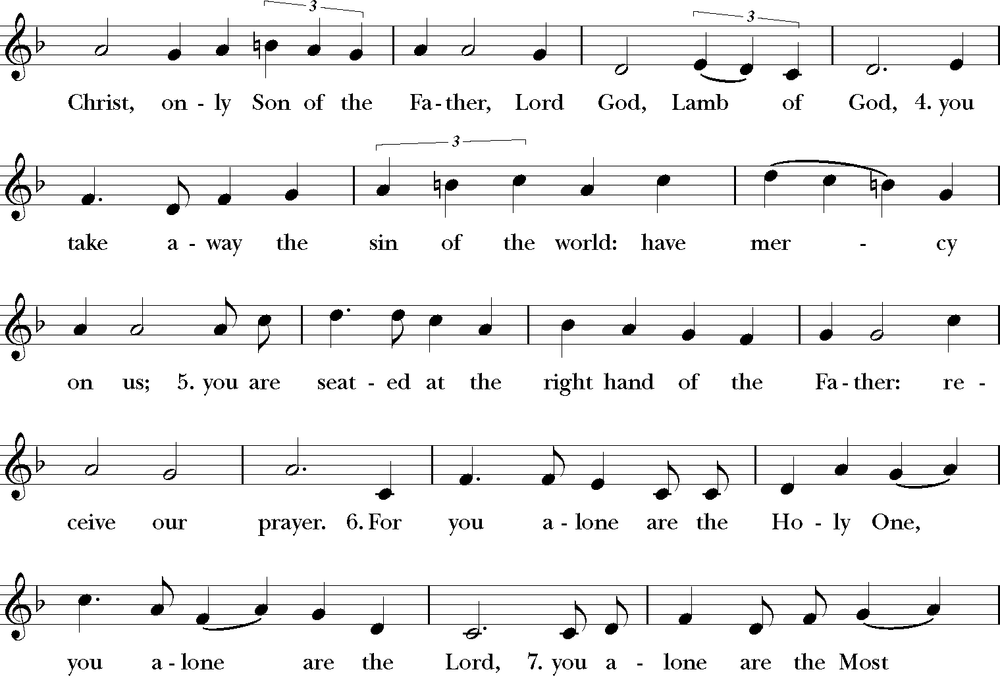 3 3
Christ, on - ly Son of the Fa - ther, Lord God, Lamb of God, 4. you
3
take a - way the sin of the world: have mer - cy
on us; 5. you are seat - ed at the right hand of the Fa - ther: re -
ceive our prayer. 6. For you a - lone are the Ho - ly One,
you a - lone are the Lord, 7. you a - lone are the Most